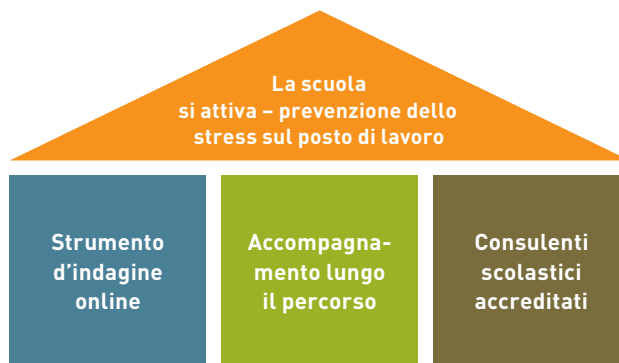 La scuola
si attiva – prevenzione dello
stress sul posto di lavoro
Strumento
d'indagine
online
Accompagna-
mento lungo
il percorso
Consulenti
scolastici
accreditati